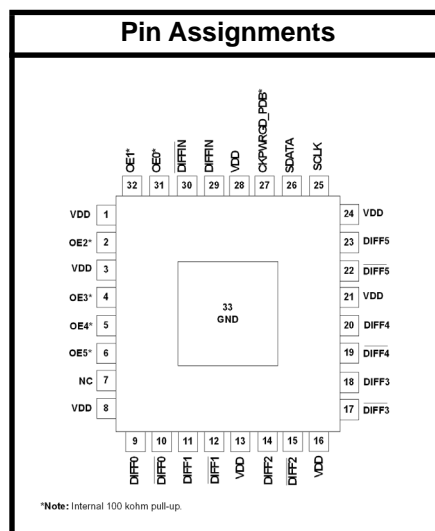 Pin Assignments
OE1*
OE0*
DIFFIN
DIFFIN
VDD
CKPWRGD_PDB*
SDATA
SCLK
32 31 30 29 28 27 26 25
VDD 1
OE2* 2
VDD 3
OE3* 4
OE4* 5
OE5* 6
NC 7
VDD 8
33
GND
24 VDD
23 DIFF5
22 DIFF5
21 VDD
20 DIFF4
19 DIFF4
18 DIFF3
17 DIFF3
9 10 11 12 13 14 15 16
DIFF0
DIFF0
DIFF1
DIFF1
VDD
DIFF2
DIFF2
VDD
*Note: Internal 100 kohm pull-up.